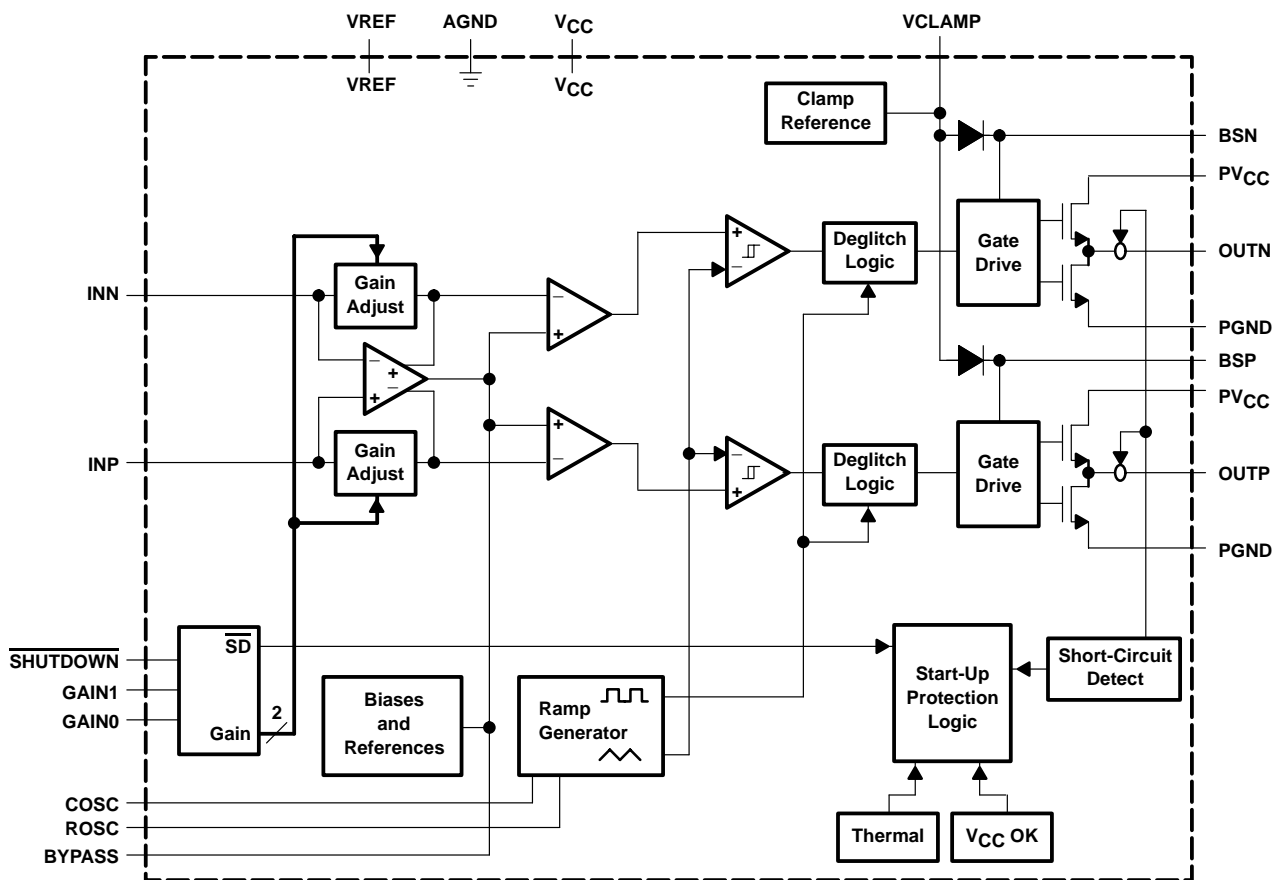 VREF AGND VCC VCLAMP
VREF VCC
Clamp
Reference
BSN
PVCC
Gain
Adjust
+
−
Deglitch
Logic
Gate
Drive
OUTN
INN
−
+
PGND
BSP
−
+
−
+
PVCC
INP
Gain
Adjust
+
−
−
+
Deglitch
Logic
Gate
Drive
OUTP
PGND
SHUTDOWN
GAIN1
GAIN0
SD
Gain
2
Biases
and
References
Ramp
Generator
Start-Up
Protection
Logic
Short-Circuit
Detect
COSC
ROSC
BYPASS
Thermal
VCC OK